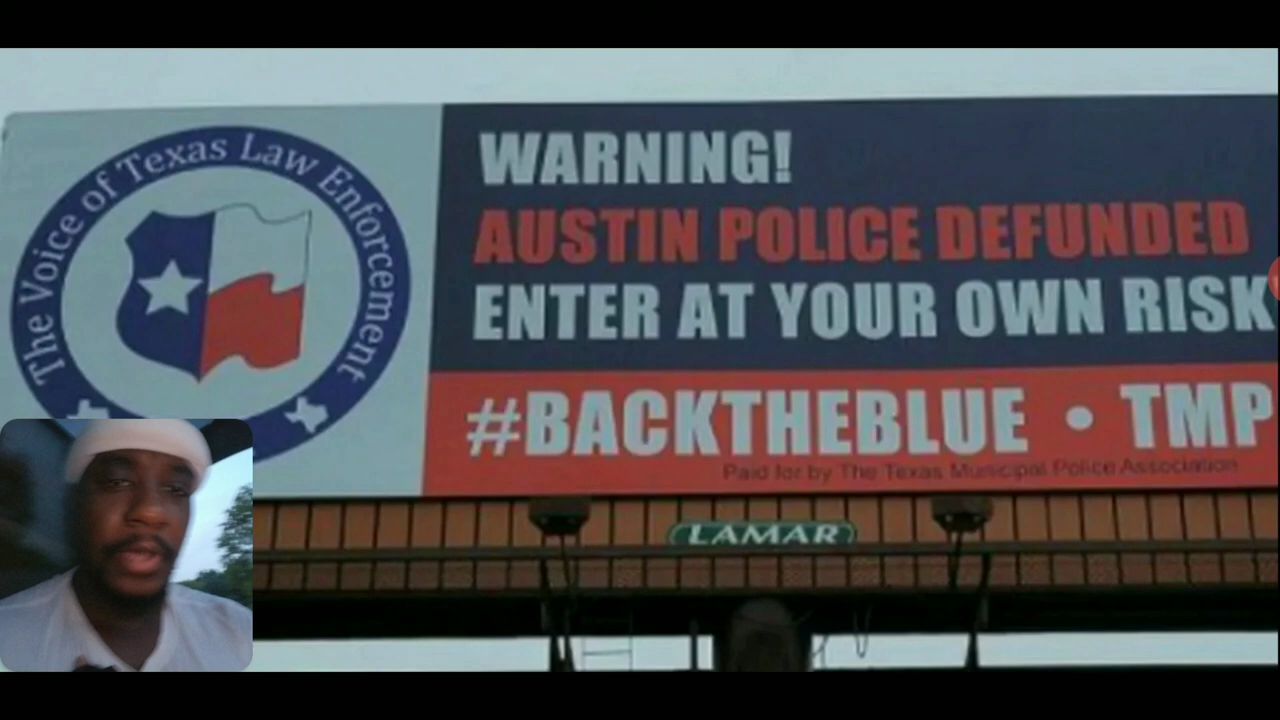 The Voice of Texas Law Enforcement
WARNING!
AUSTIN POLICE DEFUNDED
ENTER AT YOUR OWN RISK
#BACKTHEBLUE • TMP
Paid for by The Texas Municipal Police Association
LAMAR